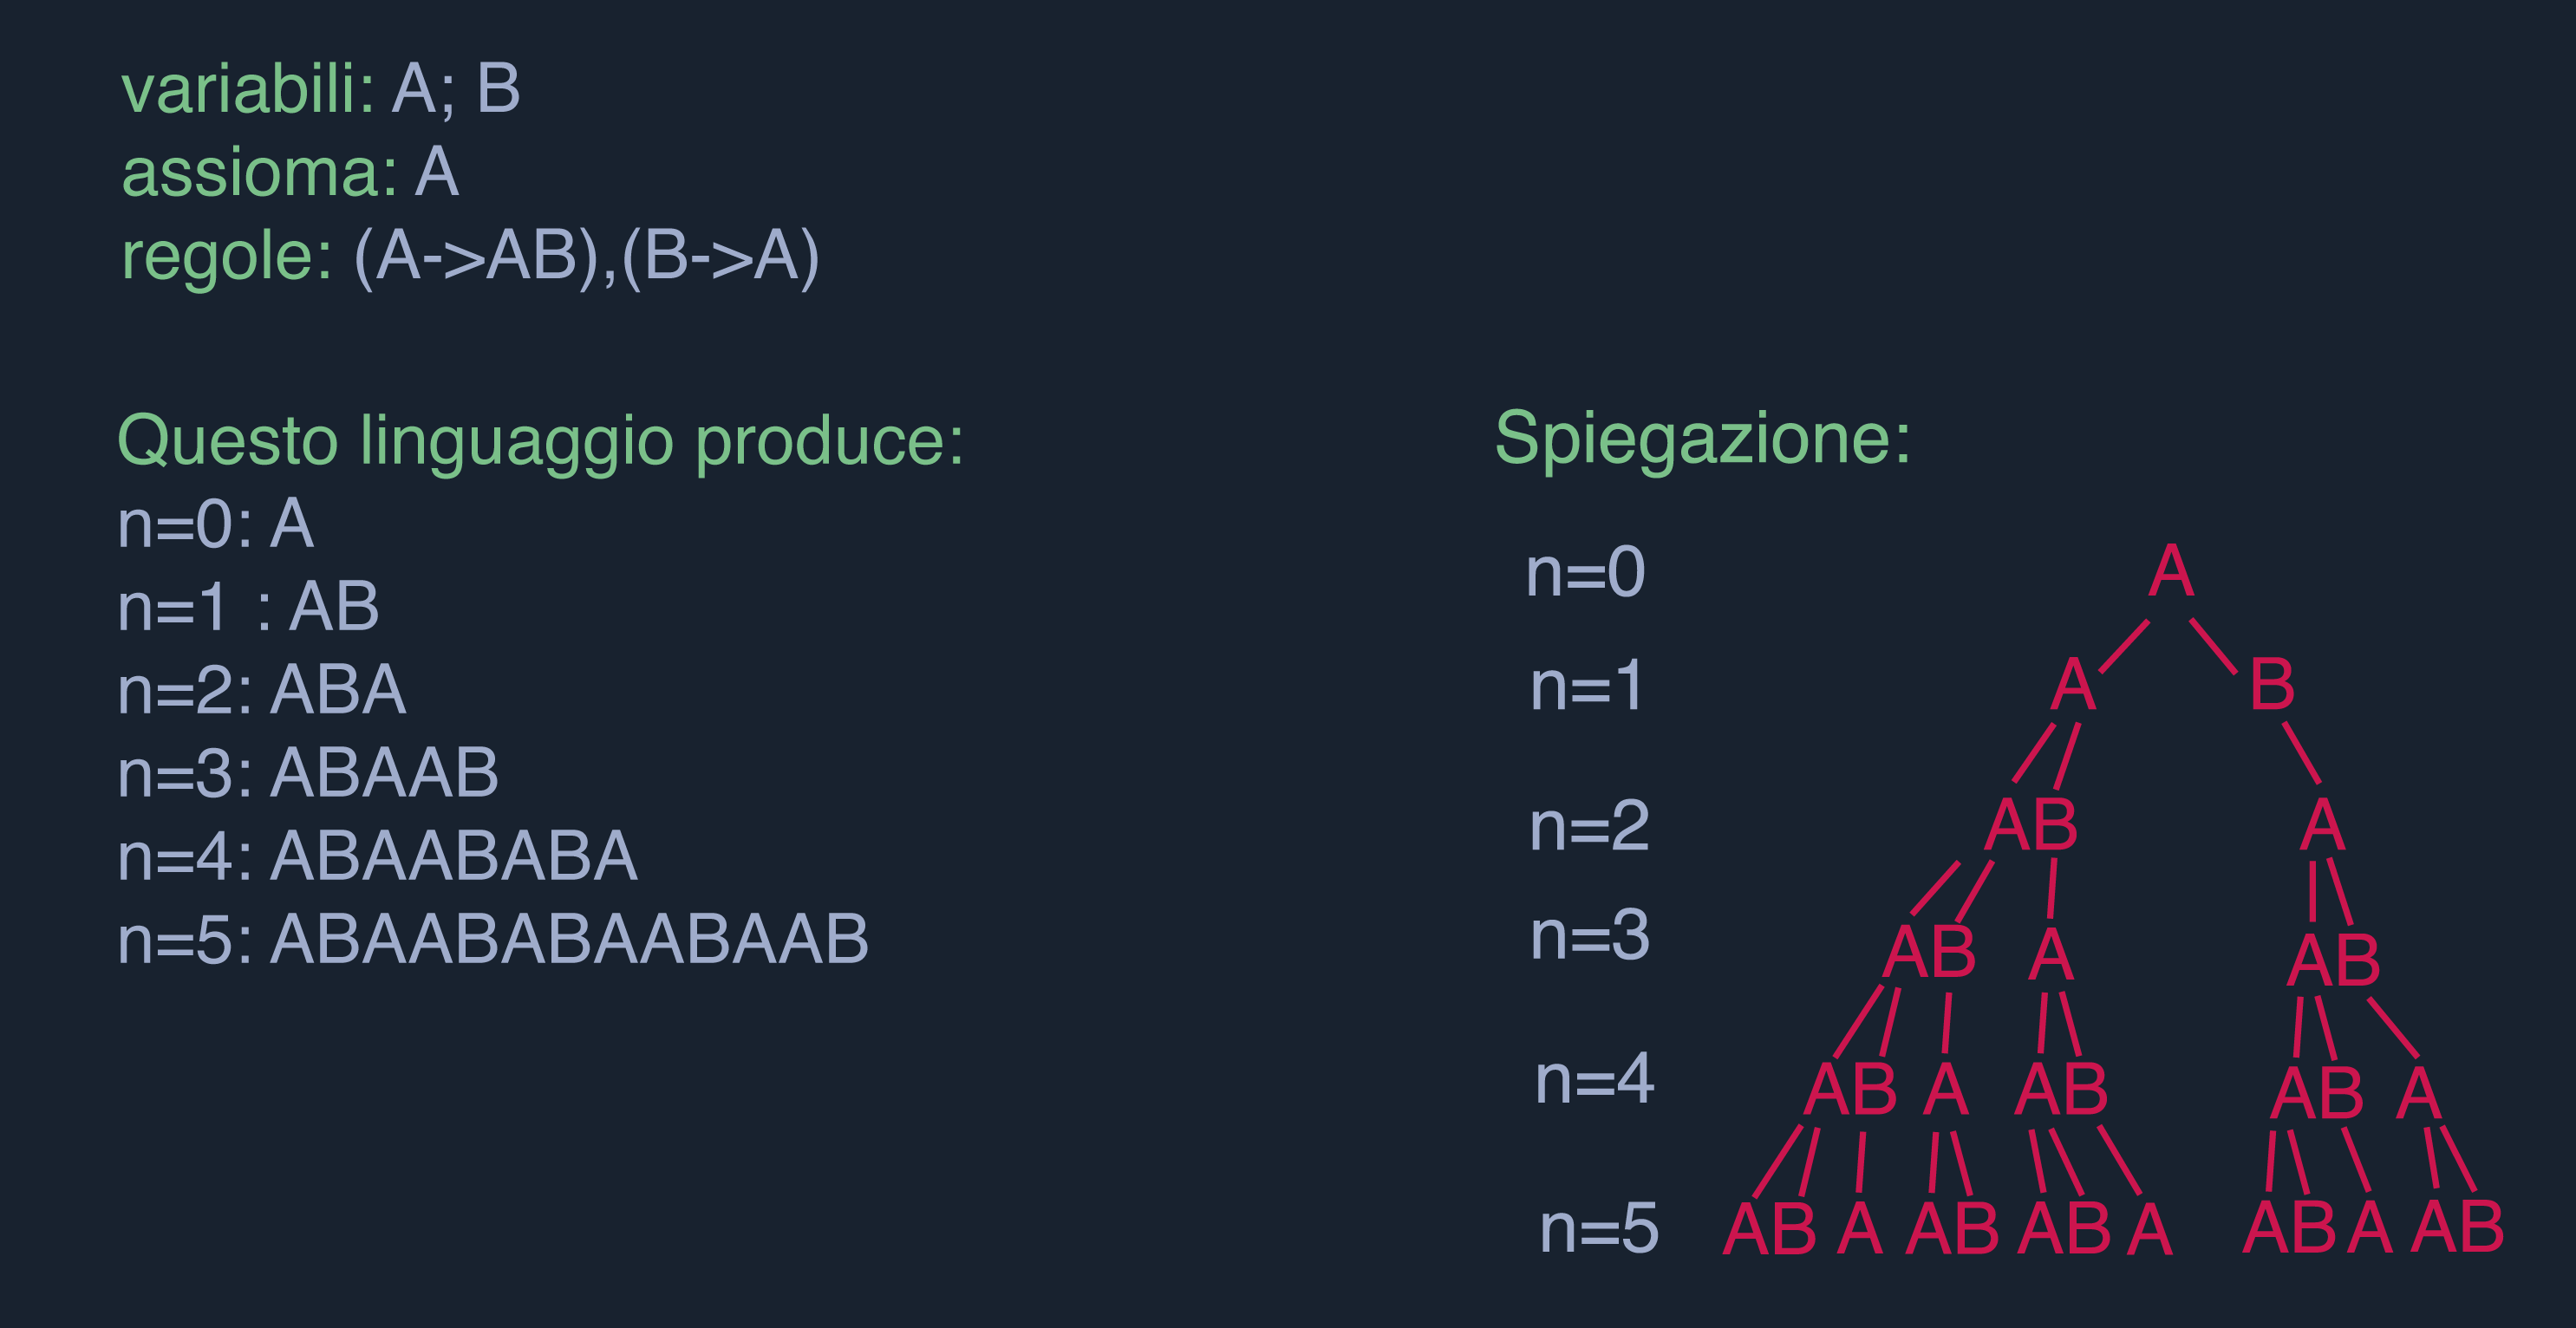 variabili: A; B
assioma: A
regole: (A->AB),(B->A)
Questo linguaggio produce:
n=0: A
n=1 : AB
n=2: ABA
n=3: ABAAB
n=4: ABAABABA
n=5: ABAABABAABAAB
Spiegazione:
n=0 A
n=1 A B
n=2 AB A
n=3 AB A AB
n=4 AB A AB AB A
n=5 AB A AB AB A AB A AB